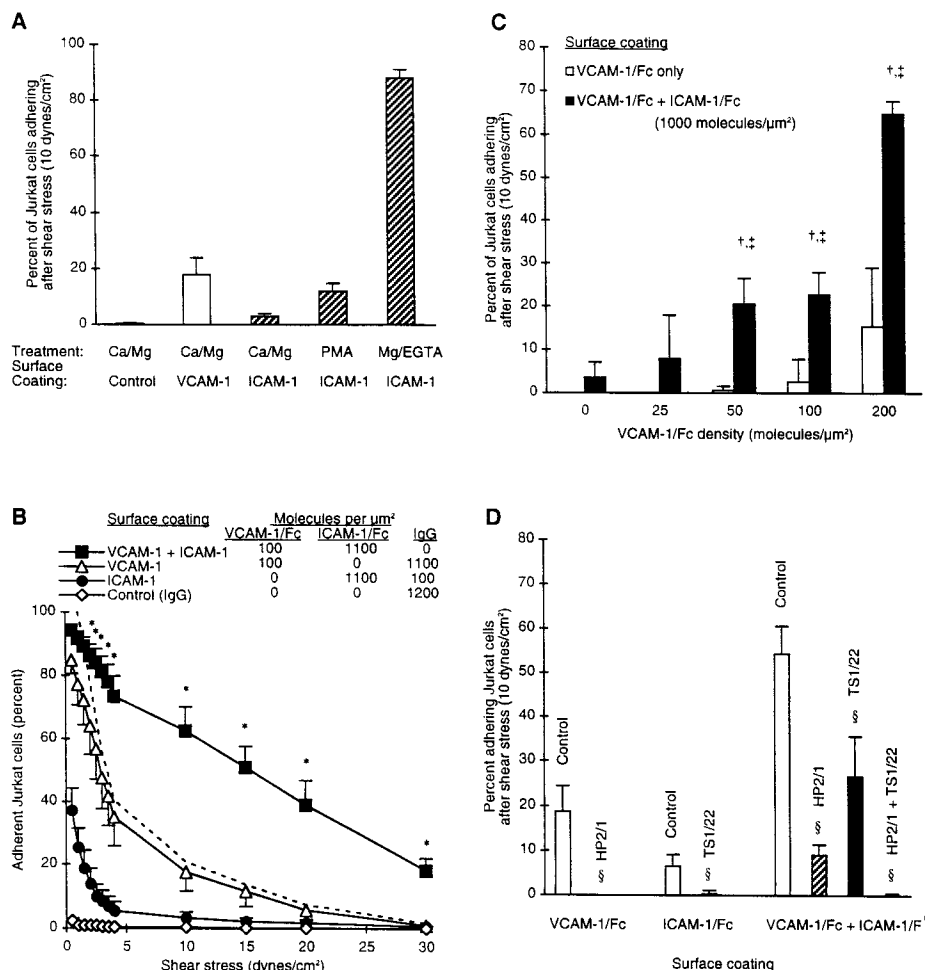 A
Percent of Jurkat cells adhering
after shear stress (10 dynes/cm²)
100
80
60
40
20
0
Treatment: Ca/Mg Ca/Mg Ca/Mg PMA Mg/EGTA
Surface
Coating: Control VCAM-1 ICAM-1 ICAM-1 ICAM-1
C
Percent of Jurkat cells adhering
after shear stress (10 dynes/cm²)
80
70
60
50
40
30
20
10
0
Surface coating
VCAM-1/Fc only
VCAM-1/Fc + ICAM-1/Fc
(1000 molecules/µm²)
†,‡
†,‡
†,‡
0 25 50 100 200
VCAM-1/Fc density (molecules/µm²)
B
Surface coating Molecules per µm²
VCAM-1/Fc ICAM-1/Fc IgG
VCAM-1 + ICAM-1 100 1100 0
VCAM-1 100 0 1100
ICAM-1 0 1100 100
Control (IgG) 0 0 1200
Adherent Jurkat cells (percent)
100
80
60
40
20
0
* * * * * * * *
0 5 10 15 20 30
Shear stress (dynes/cm²)
D
Percent adhering Jurkat cells
after shear stress (10 dynes/cm²)
80
70
60
50
40
30
20
10
0
Control
HP2/1
§
Control
TS1/22
§
Control
HP2/1
§
TS1/22
§
HP2/1 + TS1/22
§
VCAM-1/Fc ICAM-1/Fc VCAM-1/Fc + ICAM-1/F
Surface coating